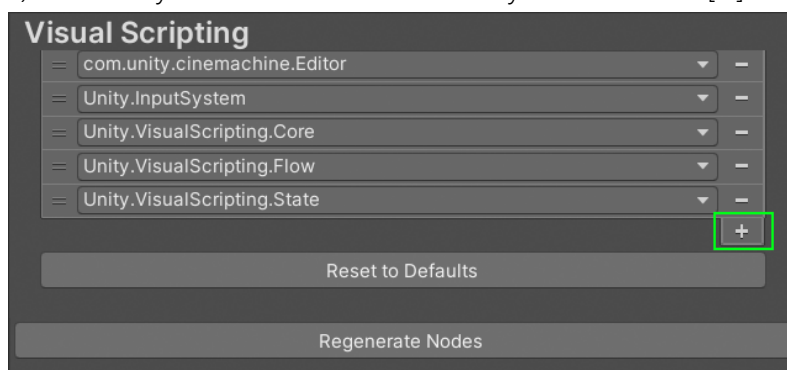 Visual Scripting
= com.unity.cinemachine.Editor −
= Unity.InputSystem −
= Unity.VisualScripting.Core −
= Unity.VisualScripting.Flow −
= Unity.VisualScripting.State −
+
Reset to Defaults
Regenerate Nodes